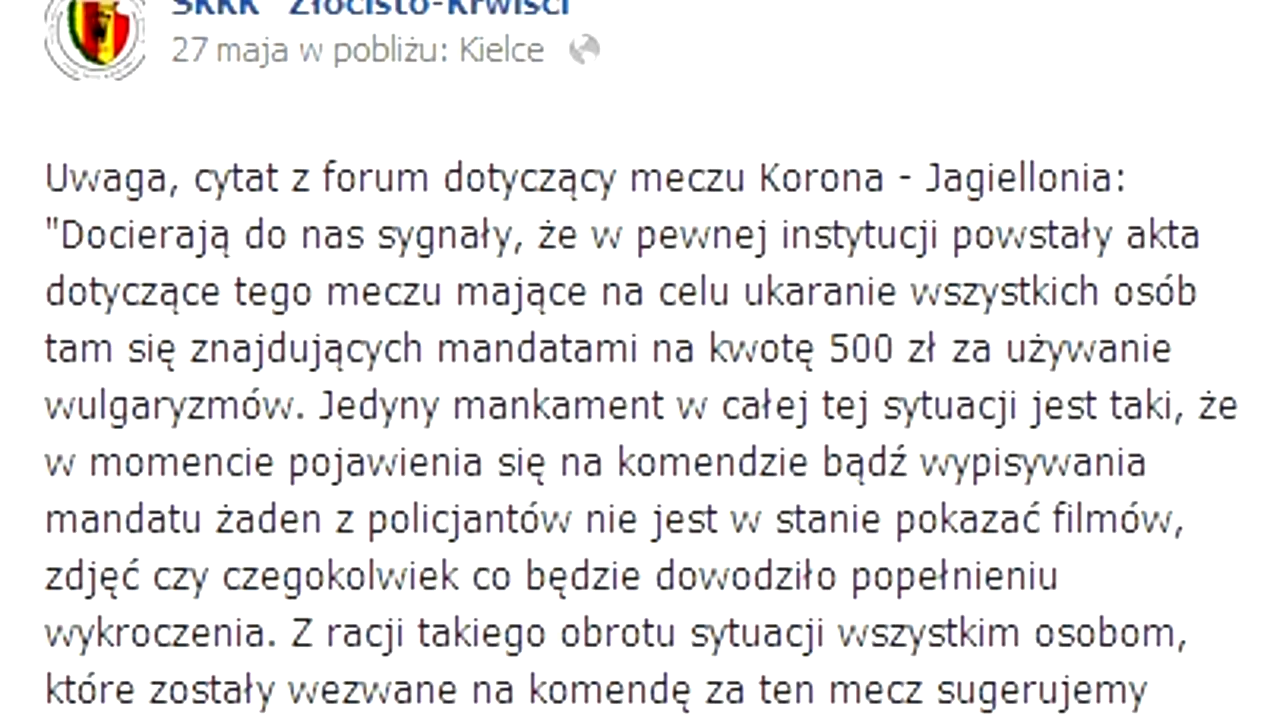 SKKK "Złocisto-Krwiści"
27 maja w pobliżu: Kielce
Uwaga, cytat z forum dotyczący meczu Korona - Jagiellonia:
"Docierają do nas sygnały, że w pewnej instytucji powstały akta
dotyczące tego meczu mające na celu ukaranie wszystkich osób
tam się znajdujących mandatami na kwotę 500 zł za używanie
wulgaryzmów. Jedyny mankament w całej tej sytuacji jest taki, że
w momencie pojawienia się na komendzie bądź wypisywania
mandatu żaden z policjantów nie jest w stanie pokazać filmów,
zdjęć czy czegokolwiek co będzie dowodziło popełnieniu
wykroczenia. Z racji takiego obrotu sytuacji wszystkim osobom,
które zostały wezwane na komendę za ten mecz sugerujemy